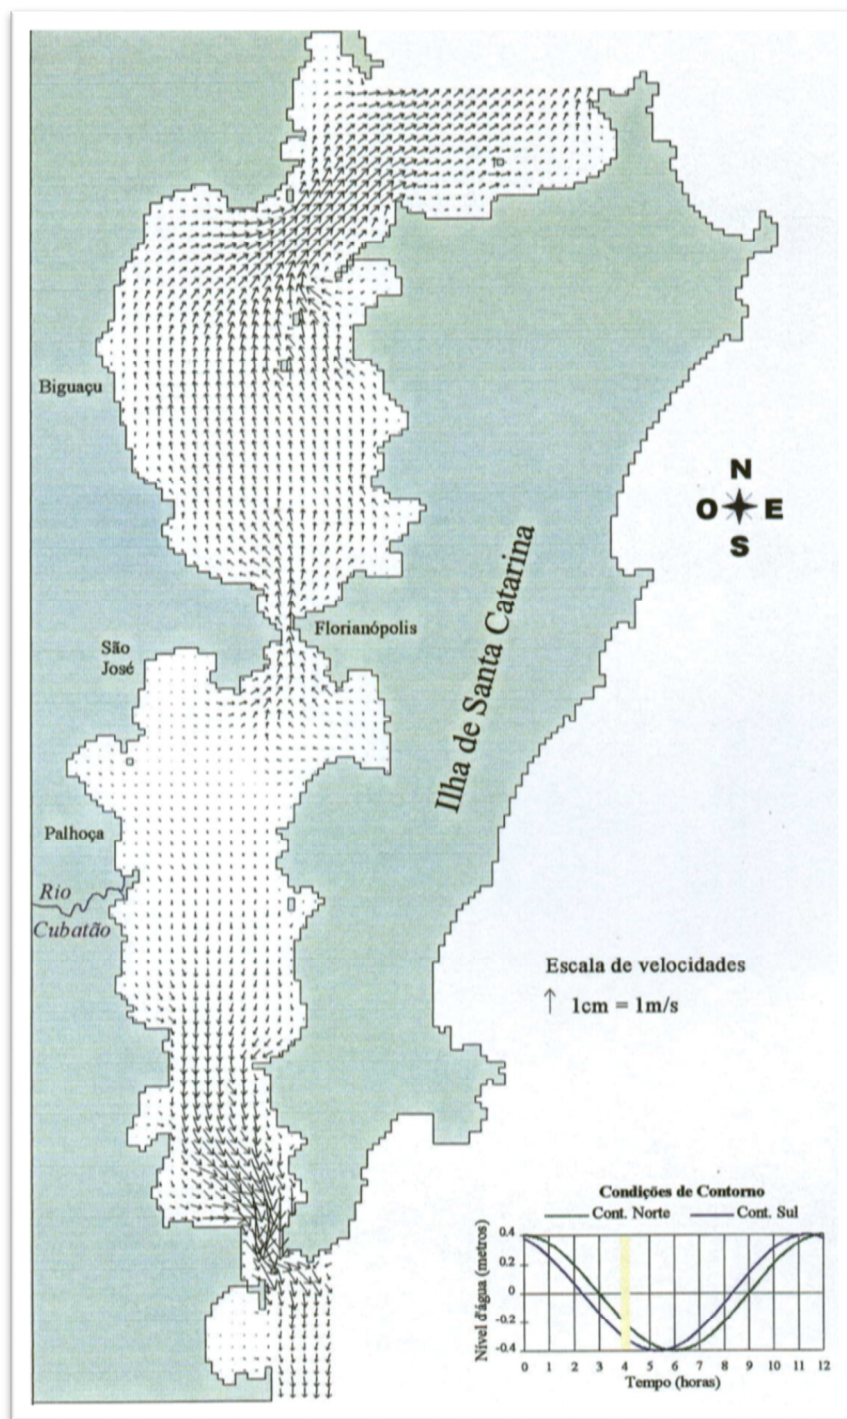 Biguaçu
N
O E
S
Florianópolis
São
José
Ilha de Santa Catarina
Palhoça
Rio
Cubatão
Escala de velocidades
↑ 1cm = 1m/s
Condições de Contorno
Cont. Norte Cont. Sul
Nível d'água (metros)
0.4
0.2
0
-0.2
-0.4
0 1 2 3 4 5 6 7 8 9 10 11 12
Tempo (horas)